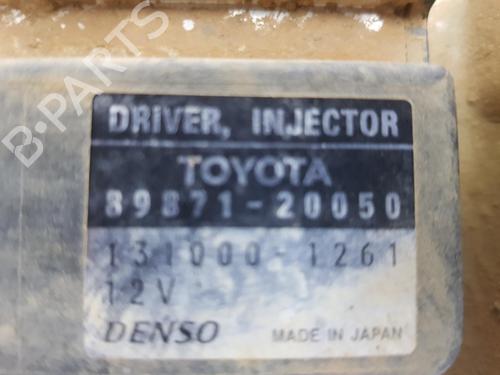 B-PARTS
DRIVER, INJECTOR
TOYOTA
89871-20050
131000-1261
12V
DENSO
MADE IN JAPAN